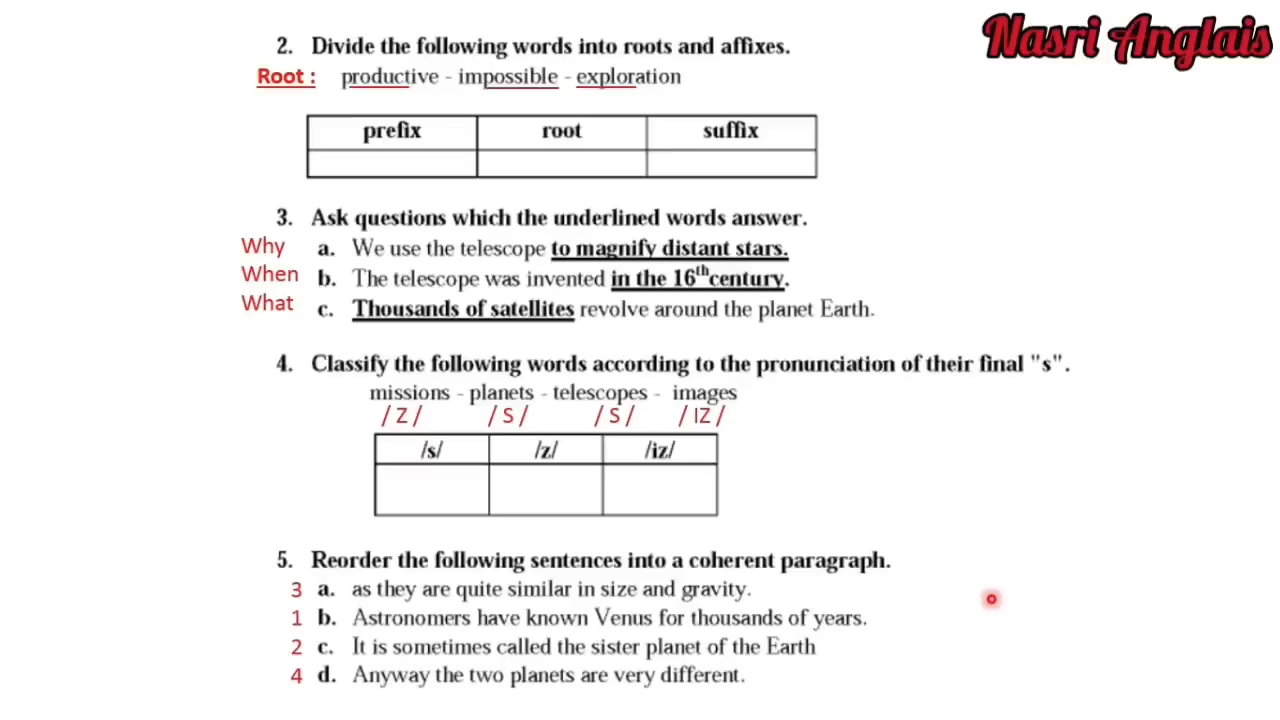 Nasri Anglais
2. Divide the following words into roots and affixes.
Root : productive - impossible - exploration
prefix root suffix
3. Ask questions which the underlined words answer.
Why a. We use the telescope to magnify distant stars.
When b. The telescope was invented in the 16th century.
What c. Thousands of satellites revolve around the planet Earth.
4. Classify the following words according to the pronunciation of their final "s".
missions - planets - telescopes - images
/ Z / / S / / S / / IZ /
/s/ /z/ /iz/
5. Reorder the following sentences into a coherent paragraph.
3 a. as they are quite similar in size and gravity.
1 b. Astronomers have known Venus for thousands of years.
2 c. It is sometimes called the sister planet of the Earth
4 d. Anyway the two planets are very different.